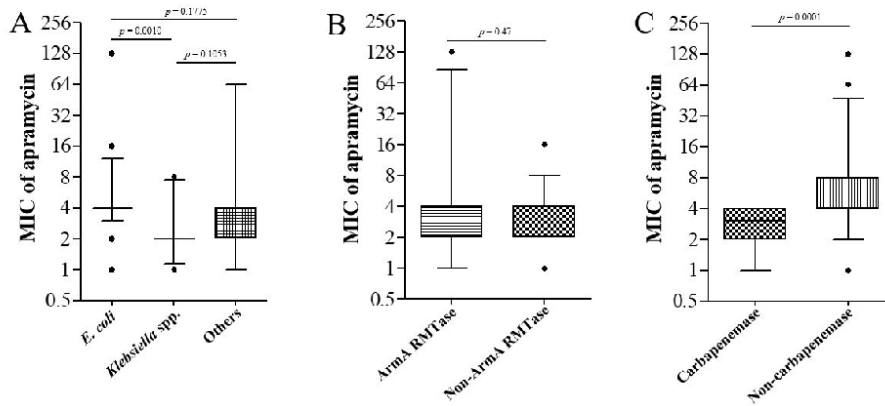 A
MIC of apramycin
256
128
64
32
16
8
4
2
1
0.5
p = 0.1775
p = 0.0010
p = 0.1053
E. coli
Klebsiella spp.
Others
B
MIC of apramycin
256
128
64
32
16
8
4
2
1
0.5
p = 0.47
ArmA RMTase
Non-ArmA RMTase
C
MIC of apramycin
256
128
64
32
16
8
4
2
1
0.5
p = 0.0001
Carbapenemase
Non-carbapenemase